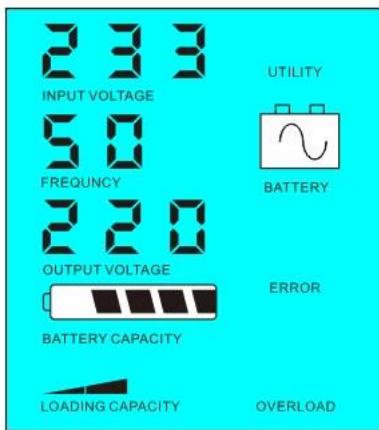 233
UTILITY
INPUT VOLTAGE
50
FREQUNCY
BATTERY
220
OUTPUT VOLTAGE
ERROR
BATTERY CAPACITY
LOADING CAPACITY
OVERLOAD